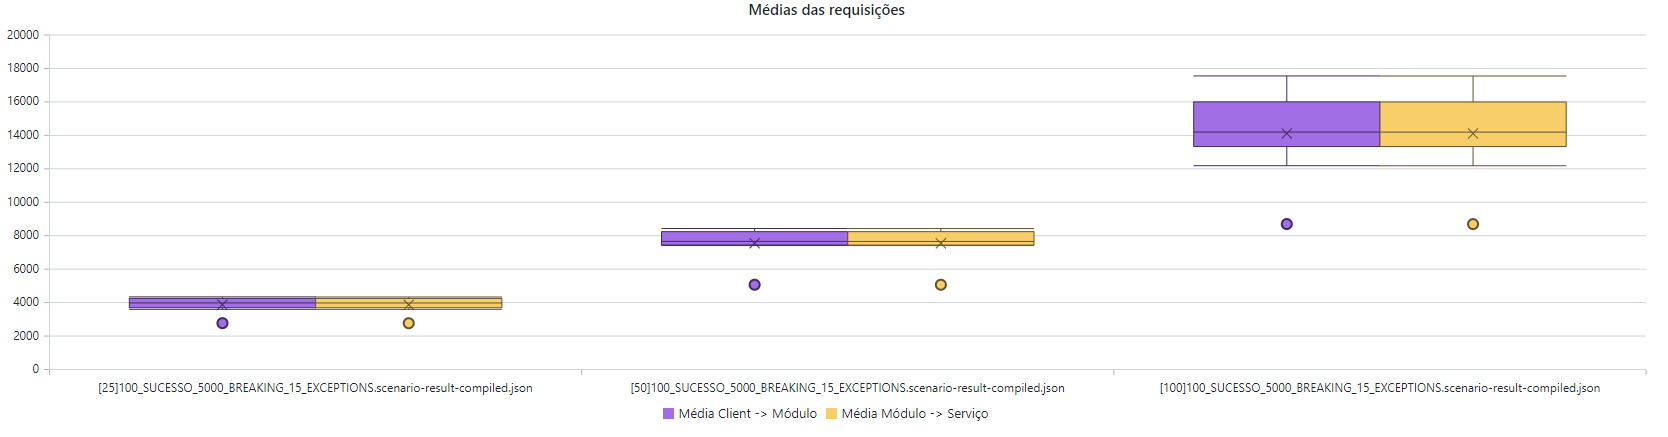 Médias das requisições
20000
18000
16000
14000
12000
10000
8000
6000
4000
2000
0
[25]100_SUCESSO_5000_BREAKING_15_EXCEPTIONS.scenario-result-compiled.json
[50]100_SUCESSO_5000_BREAKING_15_EXCEPTIONS.scenario-result-compiled.json
[100]100_SUCESSO_5000_BREAKING_15_EXCEPTIONS.scenario-result-compiled.json
Média Client -> Módulo
Média Módulo -> Serviço